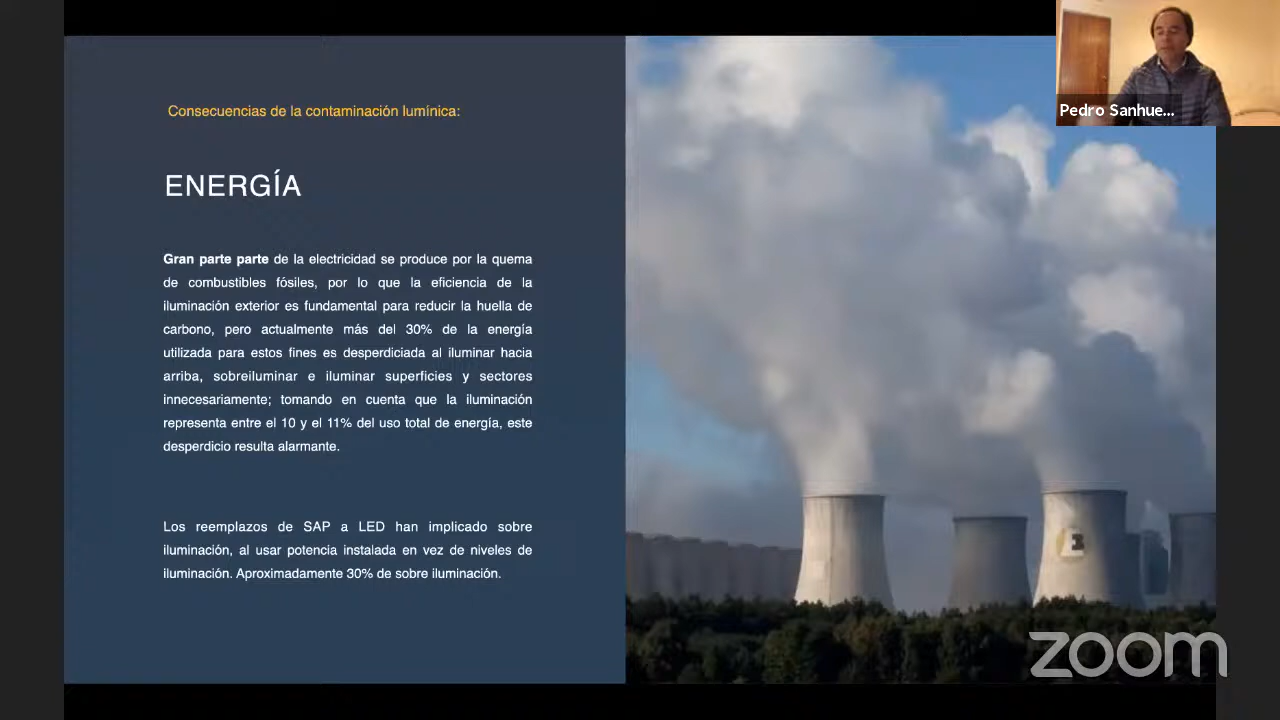 Consecuencias de la contaminación lumínica:
ENERGÍA
Gran parte parte de la electricidad se produce por la quema
de combustibles fósiles, por lo que la eficiencia de la
iluminación exterior es fundamental para reducir la huella de
carbono, pero actualmente más del 30% de la energía
utilizada para estos fines es desperdiciada al iluminar hacia
arriba, sobreiluminar e iluminar superficies y sectores
innecesariamente; tomando en cuenta que la iluminación
representa entre el 10 y el 11% del uso total de energía, este
desperdicio resulta alarmante.
Los reemplazos de SAP a LED han implicado sobre
iluminación, al usar potencia instalada en vez de niveles de
iluminación. Aproximadamente 30% de sobre iluminación.
Pedro Sanhue...
zoom